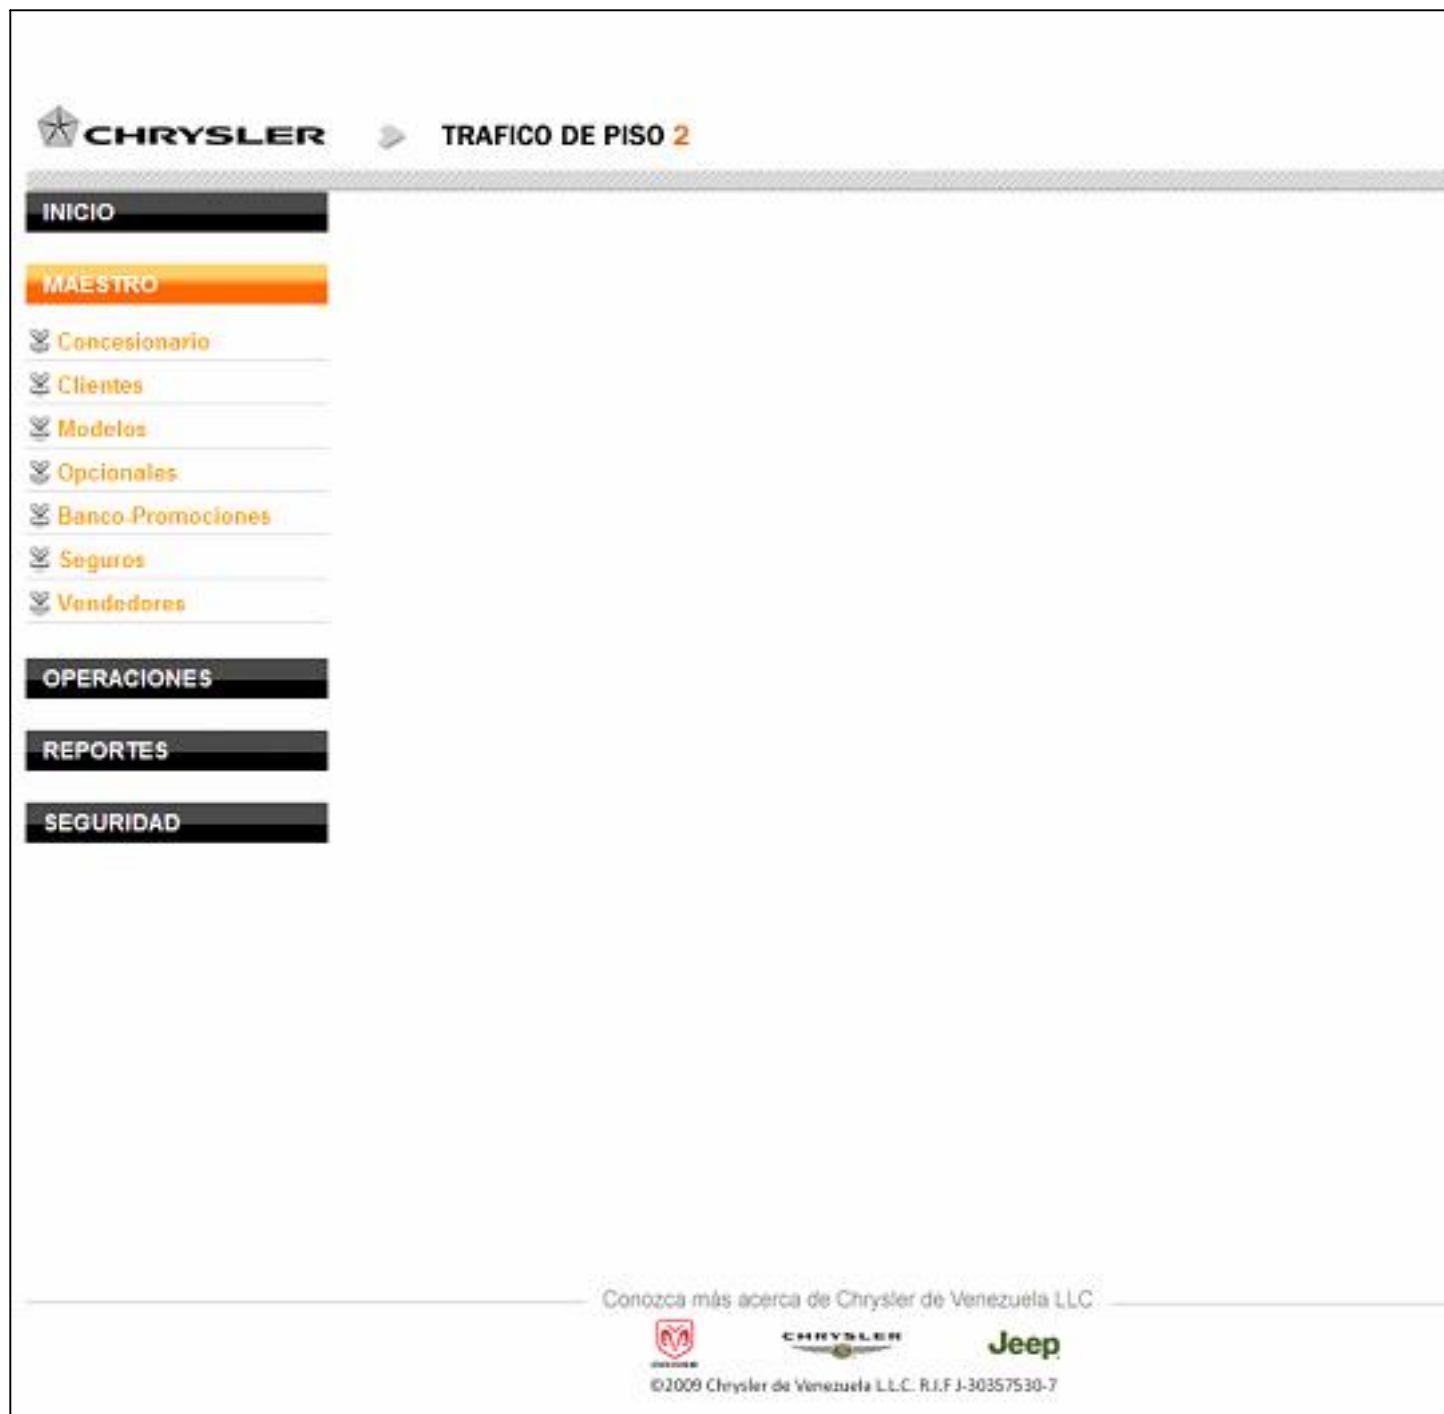 CHRYSLER TRAFICO DE PISO 2
INICIO
MAESTRO
Concesionario
Clientes
Modelos
Opcionales
Banco-Promociones
Seguros
Vendedores
OPERACIONES
REPORTES
SEGURIDAD
Conozca más acerca de Chrysler de Venezuela LLC
DODGE CHRYSLER Jeep
©2009 Chrysler de Venezuela L.L.C. R.I.F J-30357530-7